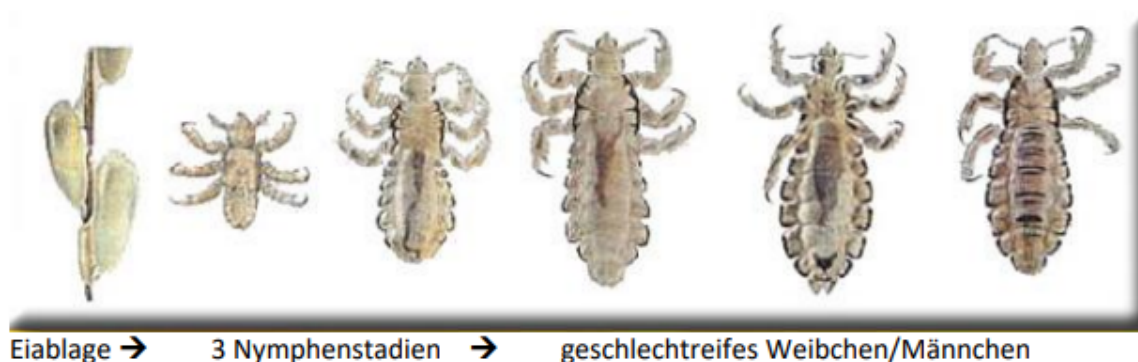 Eiablage ➔ 3 Nymphenstadien ➔ geschlechtreifes Weibchen/Männchen